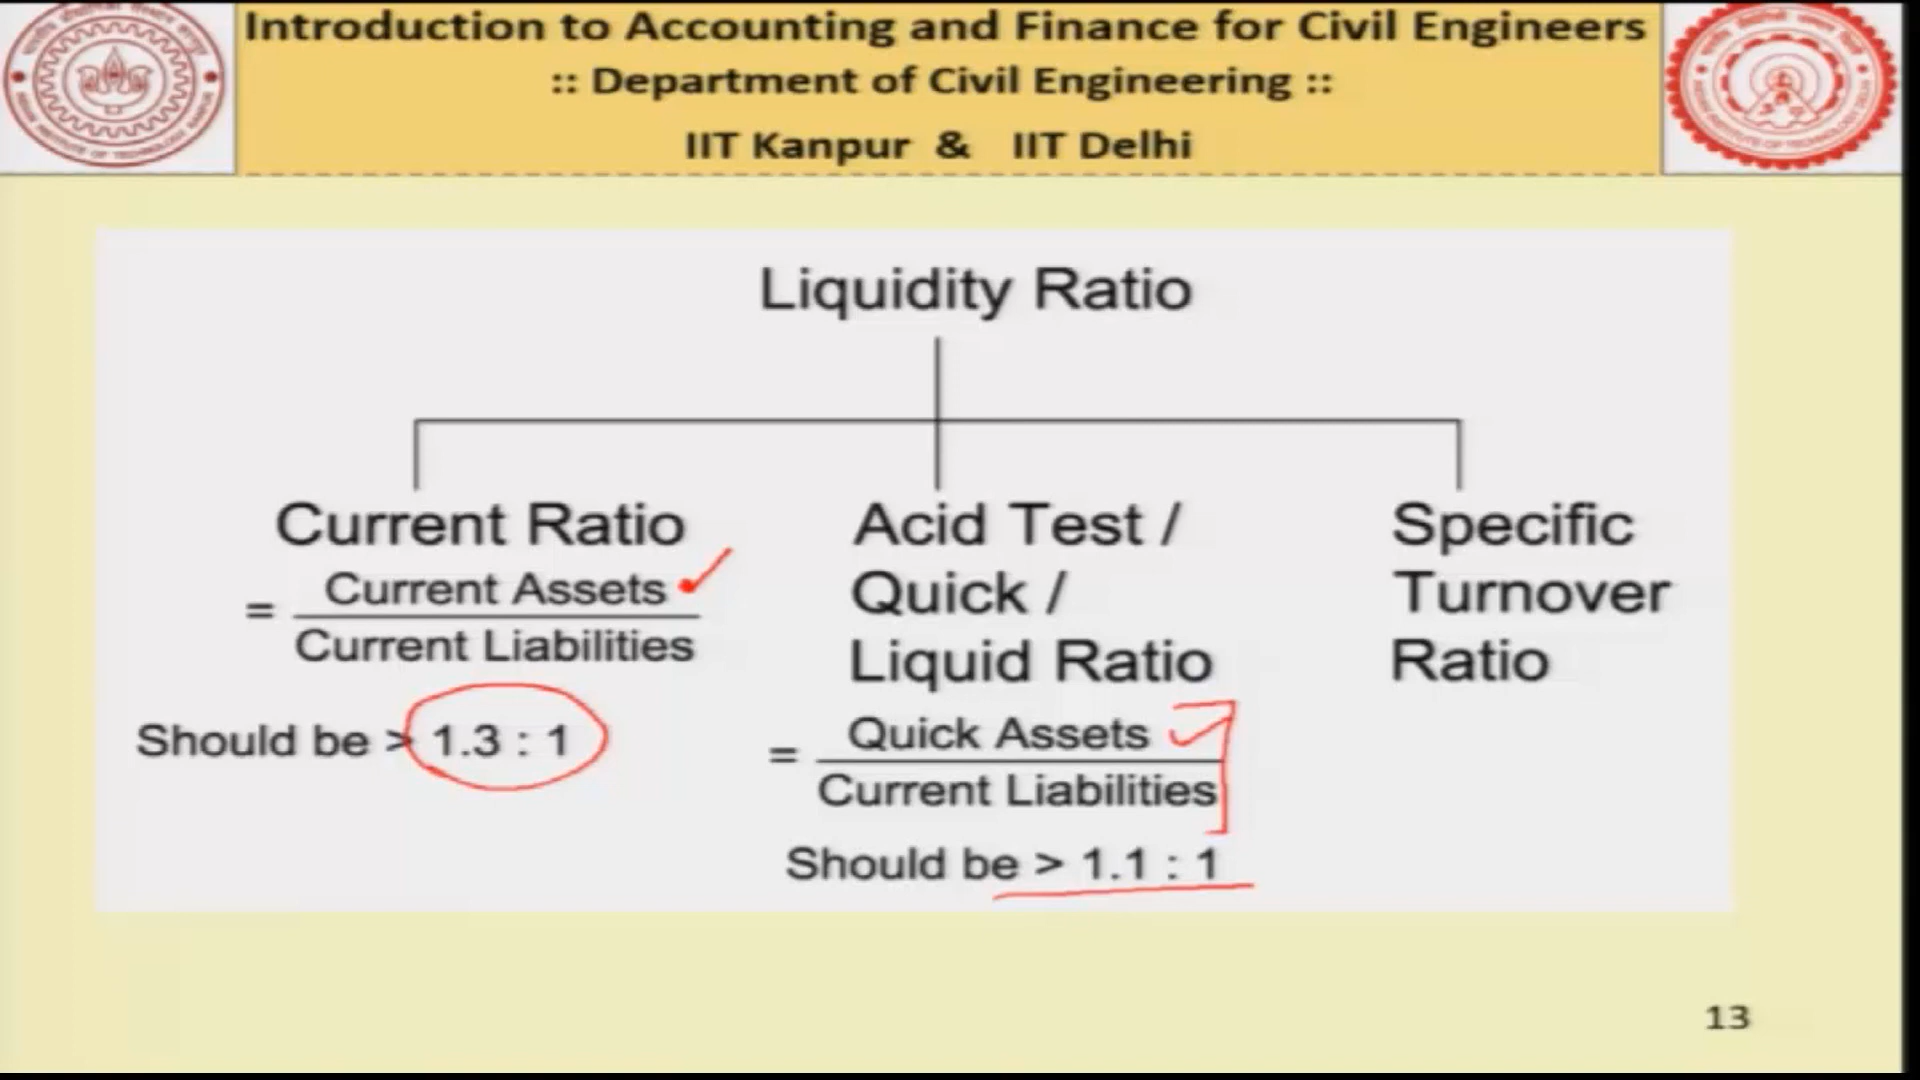 Introduction to Accounting and Finance for Civil Engineers
:: Department of Civil Engineering ::
IIT Kanpur & IIT Delhi
Liquidity Ratio
Current Ratio
= Current Assets
Current Liabilities
Should be > 1.3 : 1
Acid Test /
Quick /
Liquid Ratio
= Quick Assets
Current Liabilities
Should be > 1.1 : 1
Specific
Turnover
Ratio
13